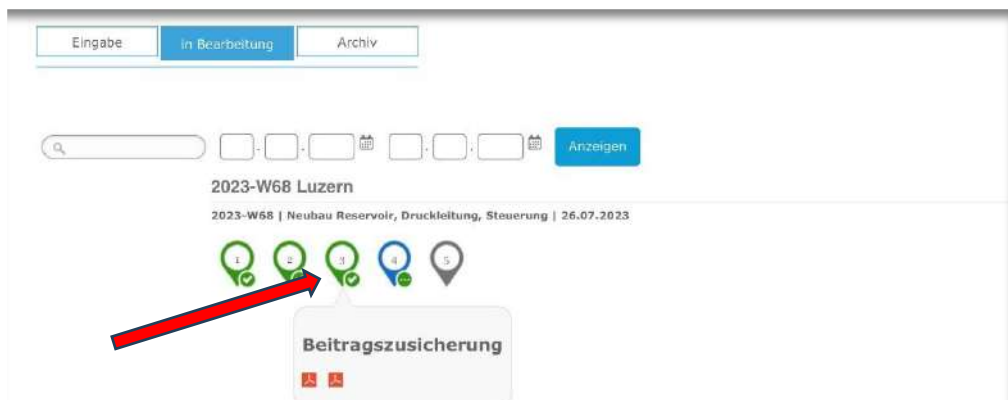 Eingabe
in Bearbeitung
Archiv
Anzeigen
2023-W68 Luzern
2023-W68 | Neubau Reservoir, Druckleitung, Steuerung | 26.07.2023
1 2 3 4 5
Beitragszusicherung